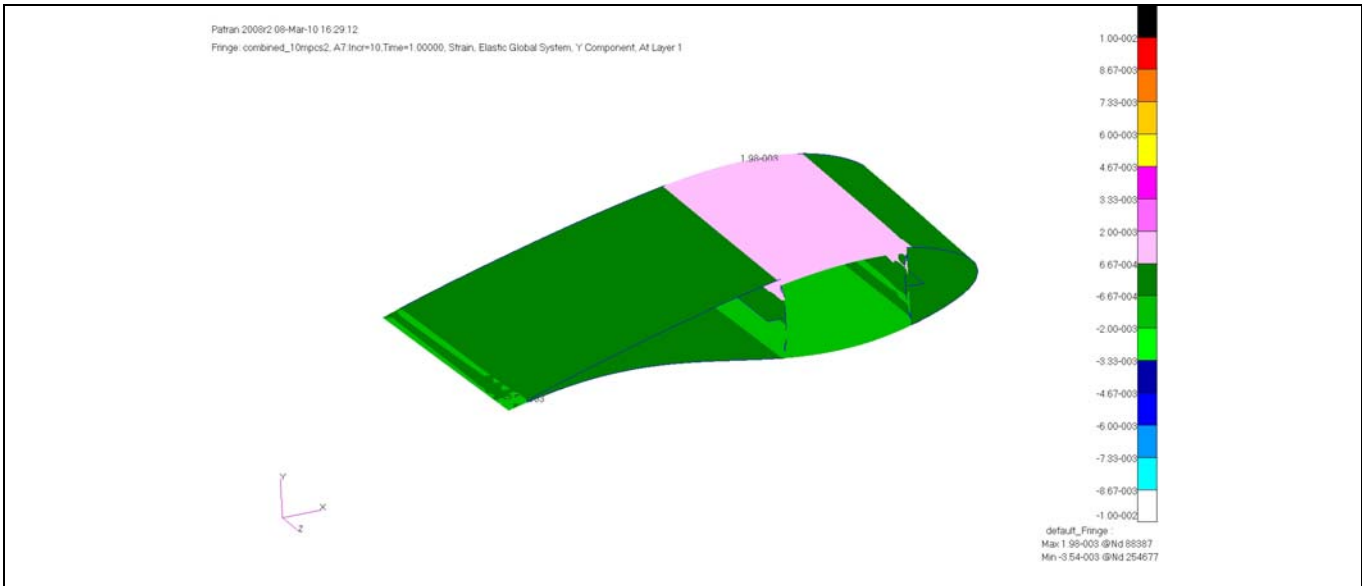 Patran 2008r2 08-Mar-10 16:29:12
Fringe: combined_10mpcs2, A7:Incr=10,Time=1.00000, Strain, Elastic Global System, Y Component, At Layer 1
1.00-002
8.67-003
7.33-003
6.00-003
4.67-003
3.33-003
2.00-003
6.67-004
-6.67-004
-2.00-003
-3.33-003
-4.67-003
-6.00-003
-7.33-003
-8.67-003
-1.00-002
1.98-003
Y
X
Z
default_Fringe :
Max 1.98-003 @Nd 88387
Min -3.54-003 @Nd 254677